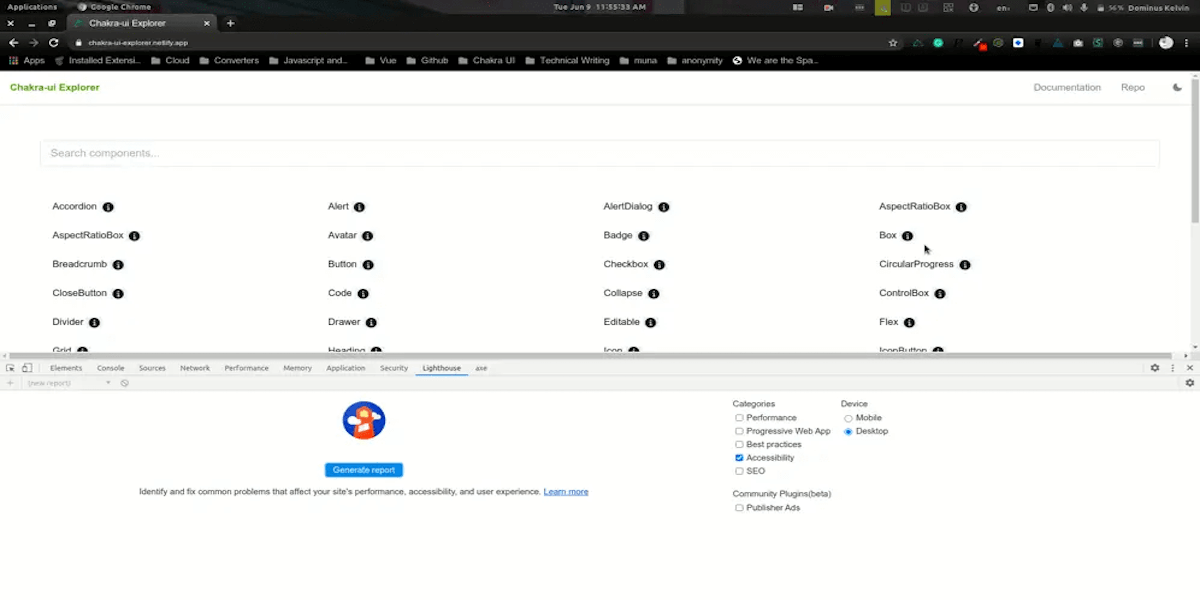 Applications Google Chrome Tue Jun 9 11:55:33 AM en 56% Dominus Kelvin
Chakra-ui Explorer
chakra-ui-explorer.netlify.app
Apps Installed Extensi... Cloud Converters Javascript and... Vue Github Chakra UI Technical Writing muna anonymity We are the Spa...
Chakra-ui Explorer Documentation Repo
Search components...
Accordion Alert AlertDialog AspectRatioBox
AspectRatioBox Avatar Badge Box
Breadcrumb Button Checkbox CircularProgress
CloseButton Code Collapse ControlBox
Divider Drawer Editable Flex
Grid Heading Icon IconButton
Elements Console Sources Network Performance Memory Application Security Lighthouse axe
(new report)
Categories Device
Performance Mobile
Progressive Web App Desktop
Best practices
Accessibility
SEO
Generate report
Identify and fix common problems that affect your site's performance, accessibility, and user experience. Learn more
Community Plugins(beta)
Publisher Ads